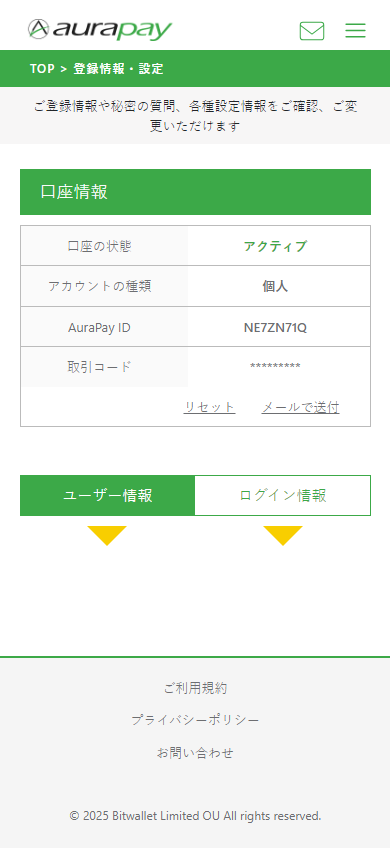 aurapay
TOP > 登録情報・設定
ご登録情報や秘密の質問、各種設定情報をご確認、ご変
更いただけます
口座情報
口座の状態 アクティブ
アカウントの種類 個人
AuraPay ID NE7ZN71Q
取引コード *********
リセット メールで送付
ユーザー情報 ログイン情報
ご利用規約
プライバシーポリシー
お問い合わせ
© 2025 Bitwallet Limited OU All rights reserved.